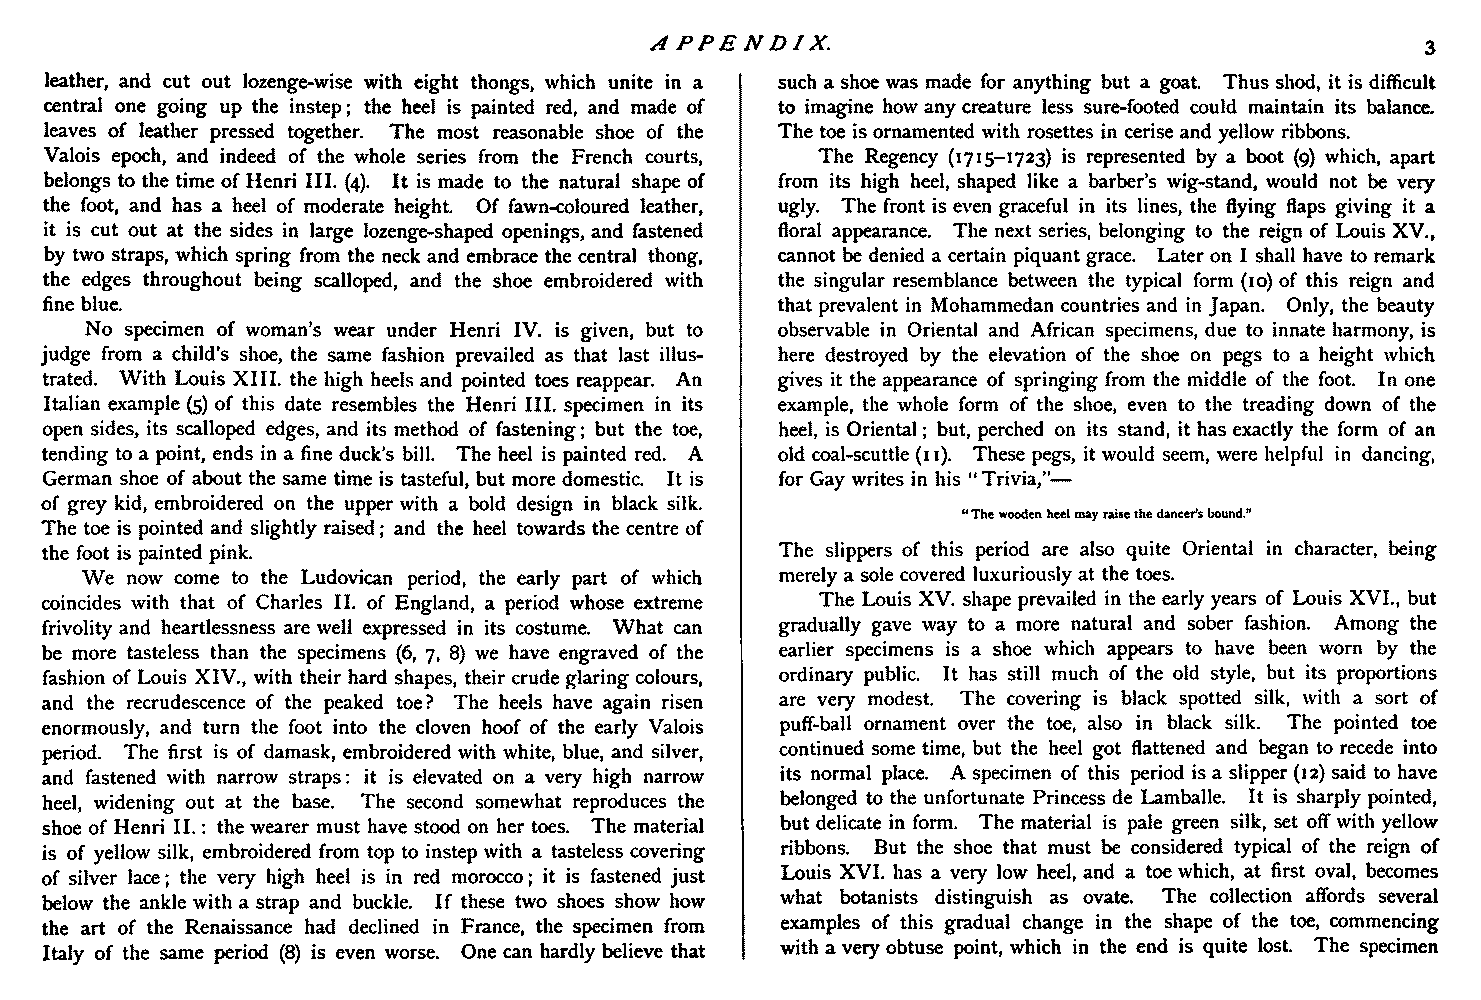 APPENDIX.
3
leather, and cut out lozenge-wise with eight thongs, which unite in a
central one going up the instep; the heel is painted red, and made of
leaves of leather pressed together. The most reasonable shoe of the
Valois epoch, and indeed of the whole series from the French courts,
belongs to the time of Henri III. (4). It is made to the natural shape of
the foot, and has a heel of moderate height. Of fawn-coloured leather,
it is cut out at the sides in large lozenge-shaped openings, and fastened
by two straps, which spring from the neck and embrace the central thong,
the edges throughout being scalloped, and the shoe embroidered with
fine blue.
No specimen of woman's wear under Henri IV. is given, but to
judge from a child's shoe, the same fashion prevailed as that last illus-
trated. With Louis XIII. the high heels and pointed toes reappear. An
Italian example (5) of this date resembles the Henri III. specimen in its
open sides, its scalloped edges, and its method of fastening; but the toe,
tending to a point, ends in a fine duck's bill. The heel is painted red. A
German shoe of about the same time is tasteful, but more domestic. It is
of grey kid, embroidered on the upper with a bold design in black silk.
The toe is pointed and slightly raised; and the heel towards the centre of
the foot is painted pink.
We now come to the Ludovican period, the early part of which
coincides with that of Charles II. of England, a period whose extreme
frivolity and heartlessness are well expressed in its costume. What can
be more tasteless than the specimens (6, 7, 8) we have engraved of the
fashion of Louis XIV., with their hard shapes, their crude glaring colours,
and the recrudescence of the peaked toe? The heels have again risen
enormously, and turn the foot into the cloven hoof of the early Valois
period. The first is of damask, embroidered with white, blue, and silver,
and fastened with narrow straps: it is elevated on a very high narrow
heel, widening out at the base. The second somewhat reproduces the
shoe of Henri II.: the wearer must have stood on her toes. The material
is of yellow silk, embroidered from top to instep with a tasteless covering
of silver lace; the very high heel is in red morocco; it is fastened just
below the ankle with a strap and buckle. If these two shoes show how
the art of the Renaissance had declined in France, the specimen from
Italy of the same period (8) is even worse. One can hardly believe that
such a shoe was made for anything but a goat. Thus shod, it is difficult
to imagine how any creature less sure-footed could maintain its balance.
The toe is ornamented with rosettes in cerise and yellow ribbons.
The Regency (1715–1723) is represented by a boot (9) which, apart
from its high heel, shaped like a barber's wig-stand, would not be very
ugly. The front is even graceful in its lines, the flying flaps giving it a
floral appearance. The next series, belonging to the reign of Louis XV.,
cannot be denied a certain piquant grace. Later on I shall have to remark
the singular resemblance between the typical form (10) of this reign and
that prevalent in Mohammedan countries and in Japan. Only, the beauty
observable in Oriental and African specimens, due to innate harmony, is
here destroyed by the elevation of the shoe on pegs to a height which
gives it the appearance of springing from the middle of the foot. In one
example, the whole form of the shoe, even to the treading down of the
heel, is Oriental; but, perched on its stand, it has exactly the form of an
old coal-scuttle (11). These pegs, it would seem, were helpful in dancing,
for Gay writes in his "Trivia,"—
"The wooden heel may raise the dancer's bound."
The slippers of this period are also quite Oriental in character, being
merely a sole covered luxuriously at the toes.
The Louis XV. shape prevailed in the early years of Louis XVI., but
gradually gave way to a more natural and sober fashion. Among the
earlier specimens is a shoe which appears to have been worn by the
ordinary public. It has still much of the old style, but its proportions
are very modest. The covering is black spotted silk, with a sort of
puff-ball ornament over the toe, also in black silk. The pointed toe
continued some time, but the heel got flattened and began to recede into
its normal place. A specimen of this period is a slipper (12) said to have
belonged to the unfortunate Princess de Lamballe. It is sharply pointed,
but delicate in form. The material is pale green silk, set off with yellow
ribbons. But the shoe that must be considered typical of the reign of
Louis XVI. has a very low heel, and a toe which, at first oval, becomes
what botanists distinguish as ovate. The collection affords several
examples of this gradual change in the shape of the toe, commencing
with a very obtuse point, which in the end is quite lost. The specimen